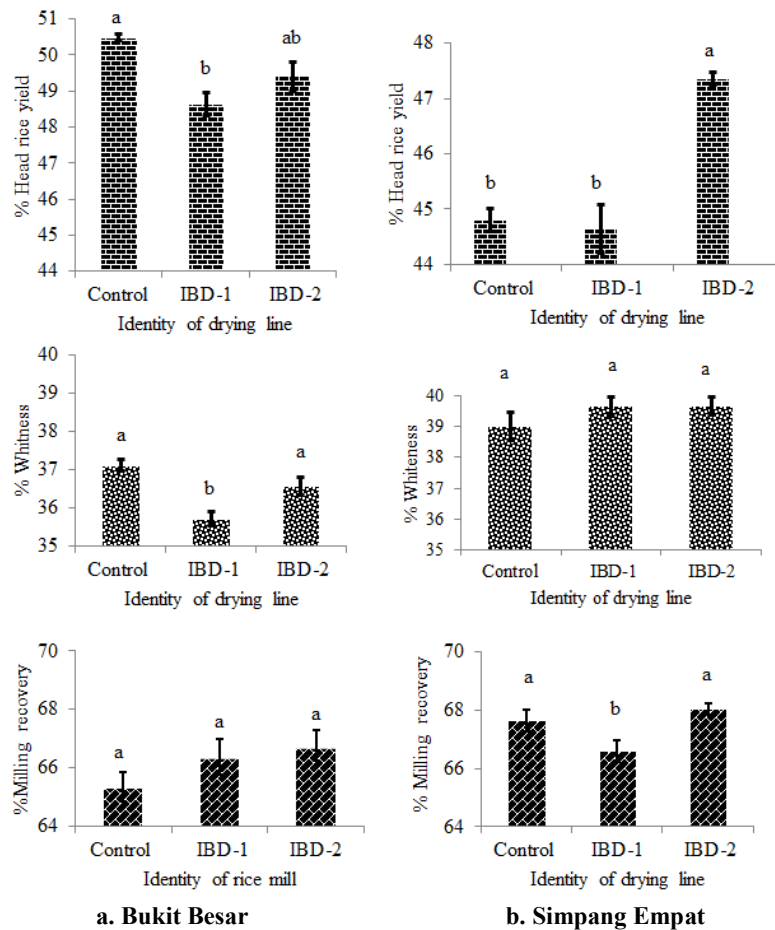 51
50
49
48
47
46
45
44
% Head rice yield
a
b
ab
Control IBD-1 IBD-2
Identity of drying line
48
47
46
45
44
% Head rice yield
b
b
a
Control IBD-1 IBD-2
Identity of drying line
40
39
38
37
36
35
% Whitness
a
b
a
Control IBD-1 IBD-2
Identity of drying line
40
39
38
37
36
35
% Whiteness
a
a
a
Control IBD-1 IBD-2
Identity of drying line
70
68
66
64
%Milling recovery
a
a
a
Control IBD-1 IBD-2
Identity of rice mill
70
68
66
64
% Milling recovery
a
b
a
Control IBD-1 IBD-2
Identity of drying line
a. Bukit Besar
b. Simpang Empat